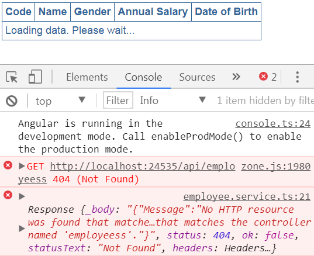 Code Name Gender Annual Salary Date of Birth
Loading data. Please wait...
Elements Console Sources » 2
top Filter Info 1 item hidden by filte
Angular is running in the console.ts:24
development mode. Call enableProdMode() to enable
the production mode.
GET http://localhost:24535/api/emplo zone.js:1980
yeess 404 (Not Found)
employee.service.ts:21
Response {_body: "{"Message":"No HTTP resource
was found that matche…that matches the controller
named 'employeess'."}", status: 404, ok: false,
statusText: "Not Found", headers: Headers…}